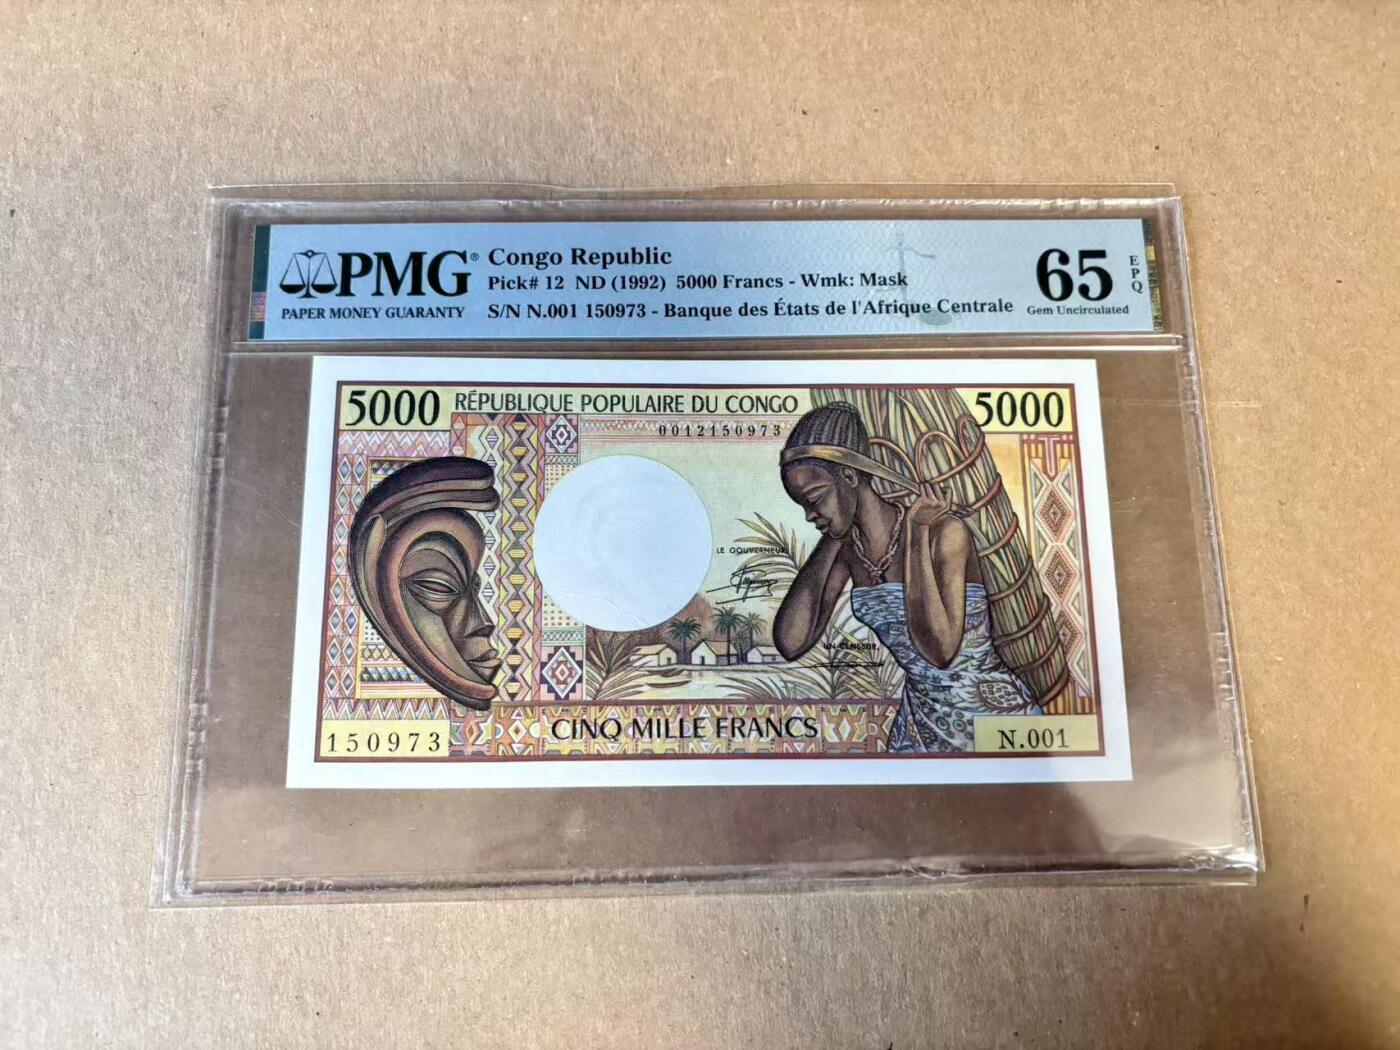 PMG®
PAPER MONEY GUARANTY
Congo Republic
Pick# 12 ND (1992) 5000 Francs - Wmk: Mask
S/N N.001 150973 - Banque des États de l'Afrique Centrale
65 EPQ
Gem Uncirculated
5000 RÉPUBLIQUE POPULAIRE DU CONGO 5000
0012150973
LE GOUVERNEUR,
UN CENSEUR,
CINQ MILLE FRANCS
150973 N.001